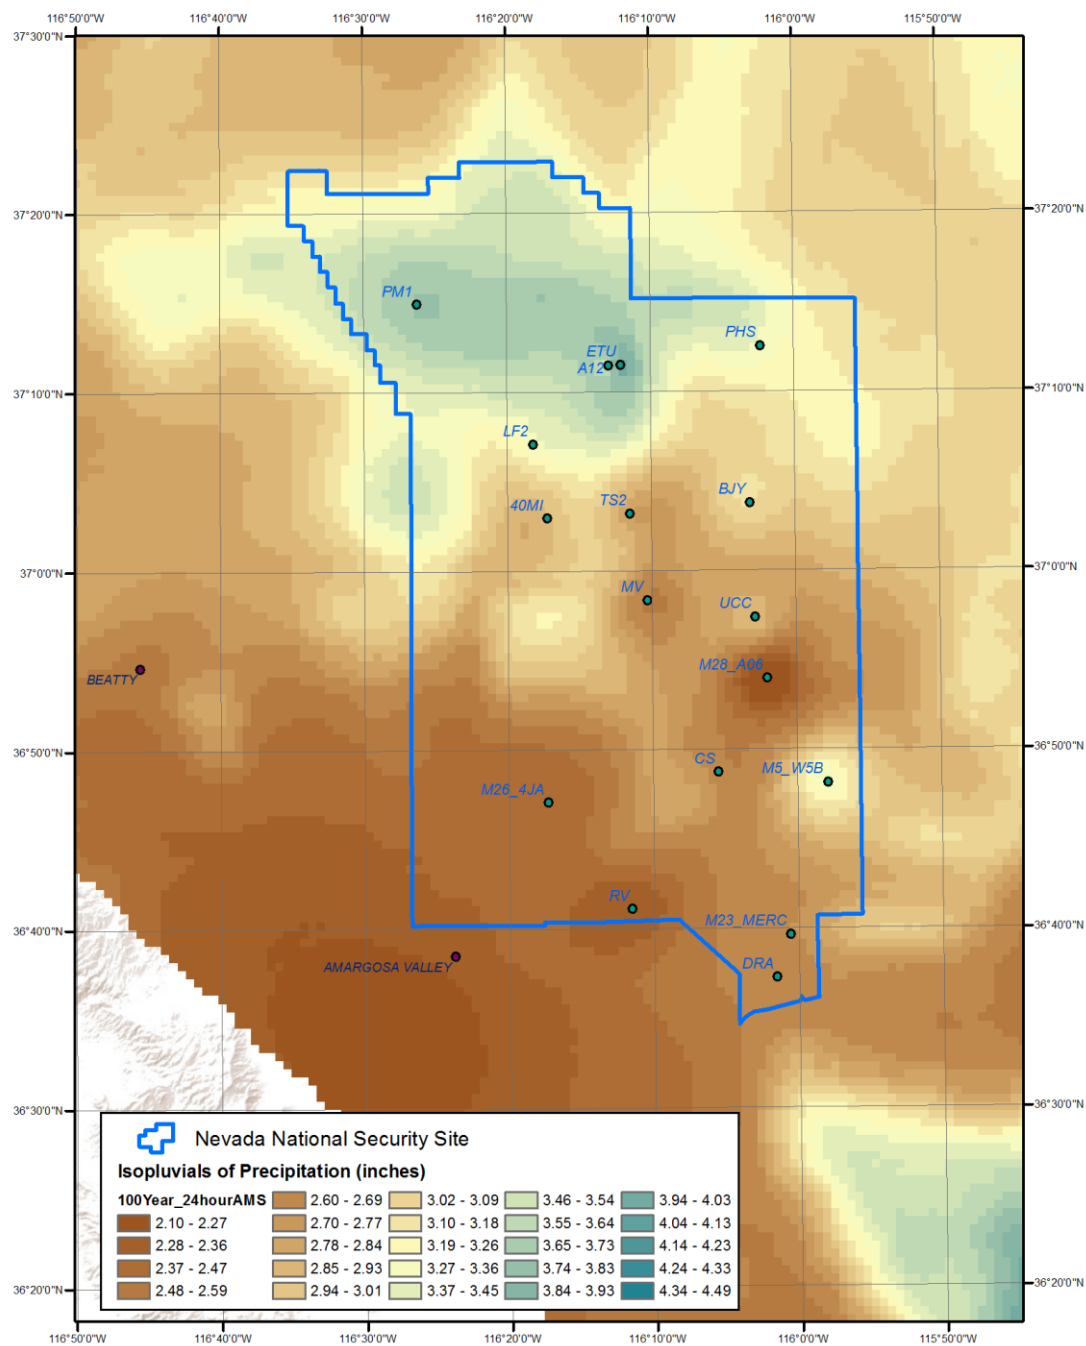 116°50'0"W 116°40'0"W 116°30'0"W 116°20'0"W 116°10'0"W 116°0'0"W 115°50'0"W
37°30'0"N
37°20'0"N 37°20'0"N
PM1
PHS
ETU
A12
37°10'0"N 37°10'0"N
LF2
BJY
TS2
40MI
37°0'0"N 37°0'0"N
MV
UCC
M28_A06
BEATTY
36°50'0"N 36°50'0"N
CS
M5_W5B
M26_4JA
RV
M23_MERC
36°40'0"N 36°40'0"N
DRA
AMARGOSA VALLEY
36°30'0"N 36°30'0"N
Nevada National Security Site
Isopluvials of Precipitation (inches)
100Year_24hourAMS 2.60 - 2.69 3.02 - 3.09 3.46 - 3.54 3.94 - 4.03
2.10 - 2.27 2.70 - 2.77 3.10 - 3.18 3.55 - 3.64 4.04 - 4.13
2.28 - 2.36 2.78 - 2.84 3.19 - 3.26 3.65 - 3.73 4.14 - 4.23
2.37 - 2.47 2.85 - 2.93 3.27 - 3.36 3.74 - 3.83 4.24 - 4.33
2.48 - 2.59 2.94 - 3.01 3.37 - 3.45 3.84 - 3.93 4.34 - 4.49
36°20'0"N 36°20'0"N
116°50'0"W 116°40'0"W 116°30'0"W 116°20'0"W 116°10'0"W 116°0'0"W 115°50'0"W